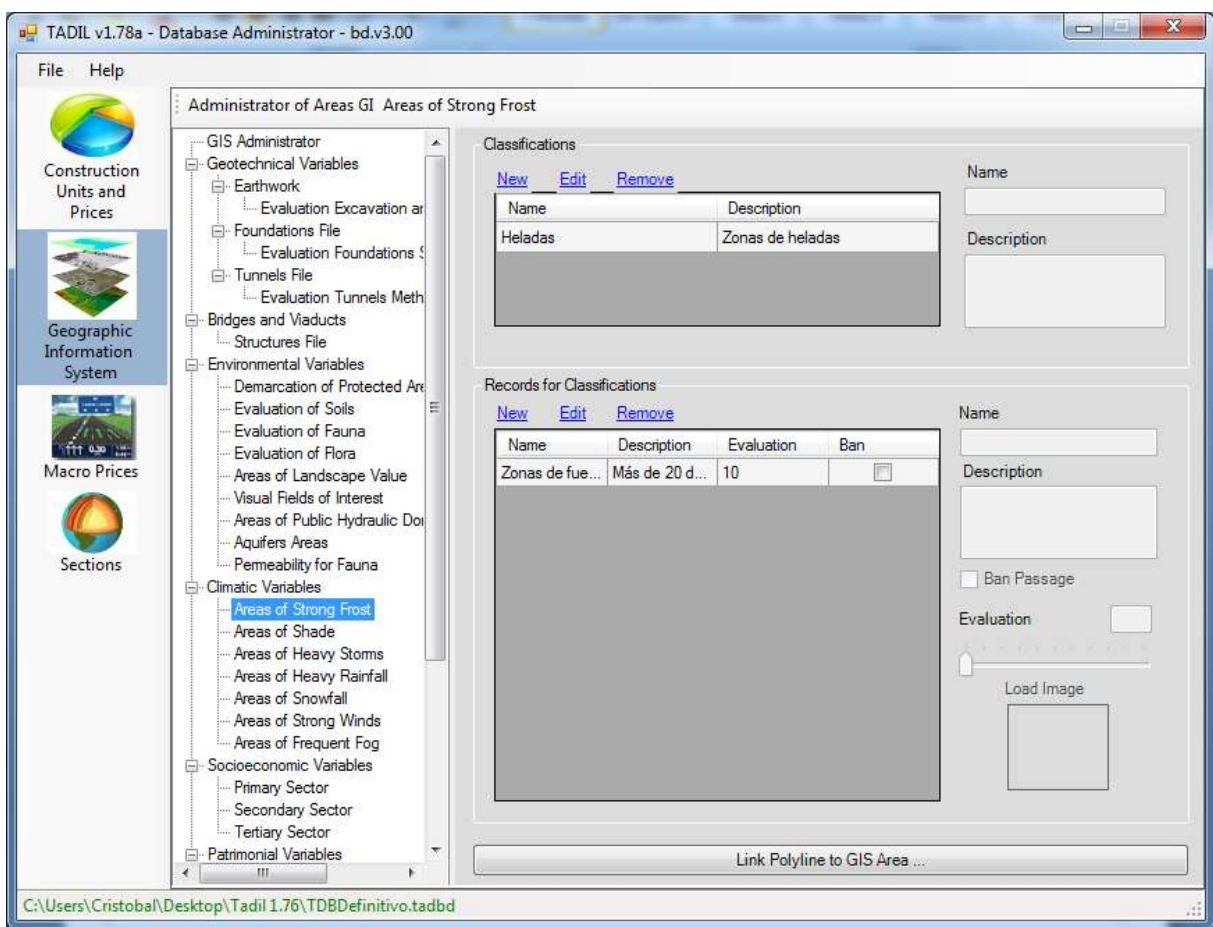 TADIL v1.78a - Database Administrator - bd.v3.00
File Help
Construction
Units and
Prices
Geographic
Information
System
Macro Prices
Sections
Administrator of Areas GI Areas of Strong Frost
GIS Administrator
Geotechnical Variables
Earthwork
Evaluation Excavation ar
Foundations File
Evaluation Foundations S
Tunnels File
Evaluation Tunnels Meth
Bridges and Viaducts
Structures File
Environmental Variables
Demarcation of Protected Are
Evaluation of Soils
Evaluation of Fauna
Evaluation of Flora
Areas of Landscape Value
Visual Fields of Interest
Areas of Public Hydraulic Dor
Aquifers Areas
Permeability for Fauna
Climatic Variables
Areas of Strong Frost
Areas of Shade
Areas of Heavy Storms
Areas of Heavy Rainfall
Areas of Snowfall
Areas of Strong Winds
Areas of Frequent Fog
Socioeconomic Variables
Primary Sector
Secondary Sector
Tertiary Sector
Patrimonial Variables
Classifications
New Edit Remove
Name Description
Heladas Zonas de heladas
Name
Description
Records for Classifications
New Edit Remove
Name Description Evaluation Ban
Zonas de fue... Más de 20 d... 10
Name
Description
Ban Passage
Evaluation
Load Image
Link Polyline to GIS Area ...
C:\Users\Cristobal\Desktop\Tadil 1.76\TDBDefinitivo.tadbd